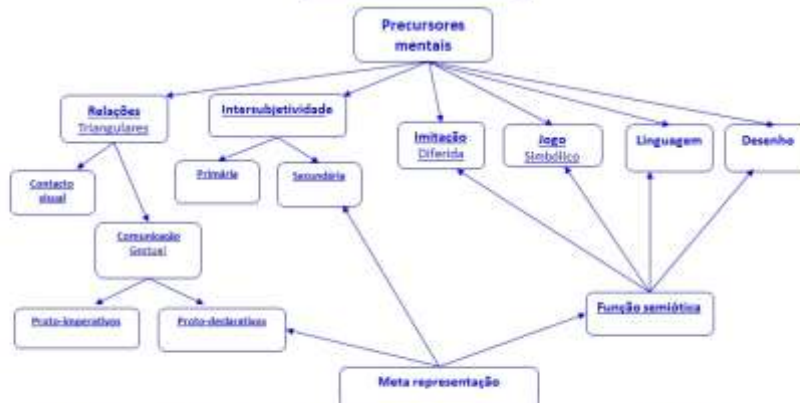 Precursores
mentais
Relações
Triangulares
Intersubjetividade
Imitação
Diferida
Jogo
Simbólico
Linguagem
Desenho
Contacto
visual
Primária
Secundária
Comunicação
Gestual
Proto-imperativos
Proto-declarativos
Função semiótica
Meta representação